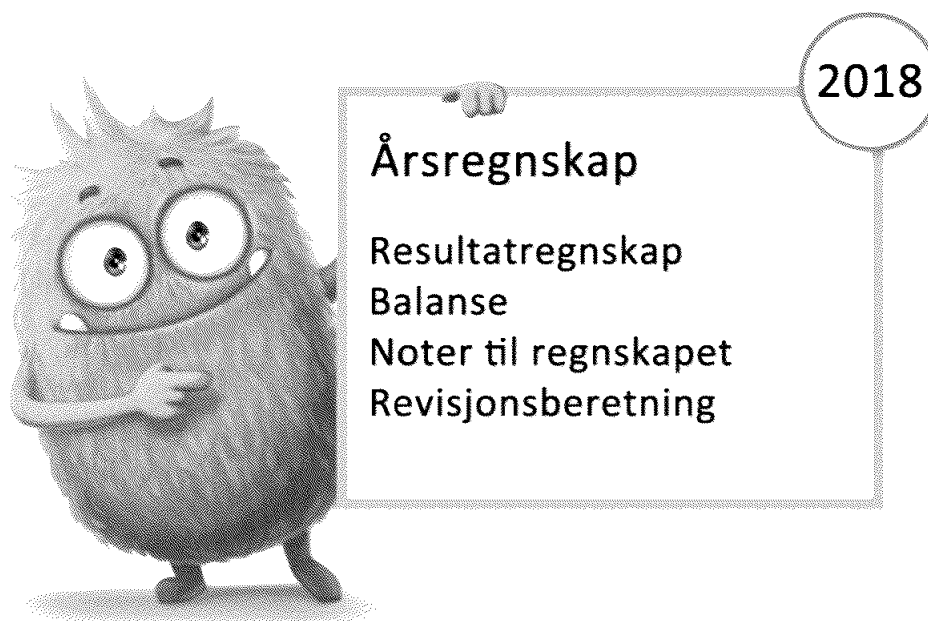 2018
Årsregnskap
Resultatregnskap
Balanse
Noter til regnskapet
Revisjonsberetning